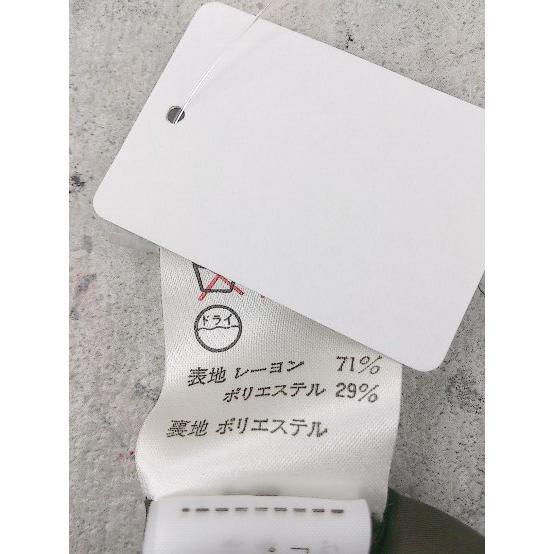 ドライ
表地 レーヨン 71%
ポリエステル 29%
裏地 ポリエステル